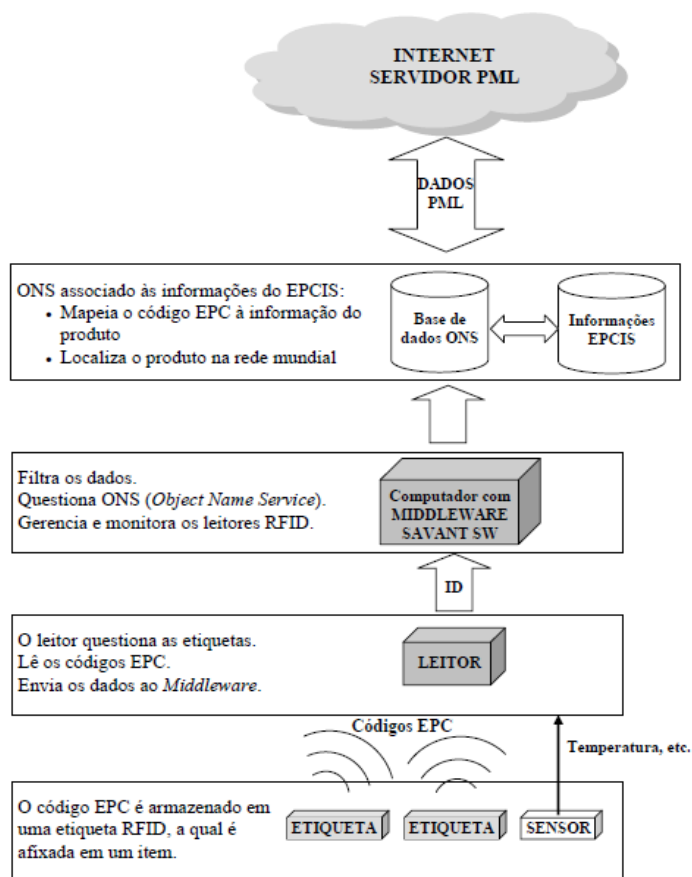 INTERNET
SERVIDOR PML
DADOS
PML
ONS associado às informações do EPCIS:
• Mapeia o código EPC à informação do
produto
• Localiza o produto na rede mundial
Base de
dados ONS
Informações
EPCIS
Filtra os dados.
Questiona ONS (Object Name Service).
Gerencia e monitora os leitores RFID.
Computador com
MIDDLEWARE
SAVANT SW
ID
O leitor questiona as etiquetas.
Lê os códigos EPC.
Envia os dados ao Middleware.
LEITOR
Códigos EPC
Temperatura, etc.
O código EPC é armazenado em
uma etiqueta RFID, a qual é
afixada em um item.
ETIQUETA
ETIQUETA
SENSOR